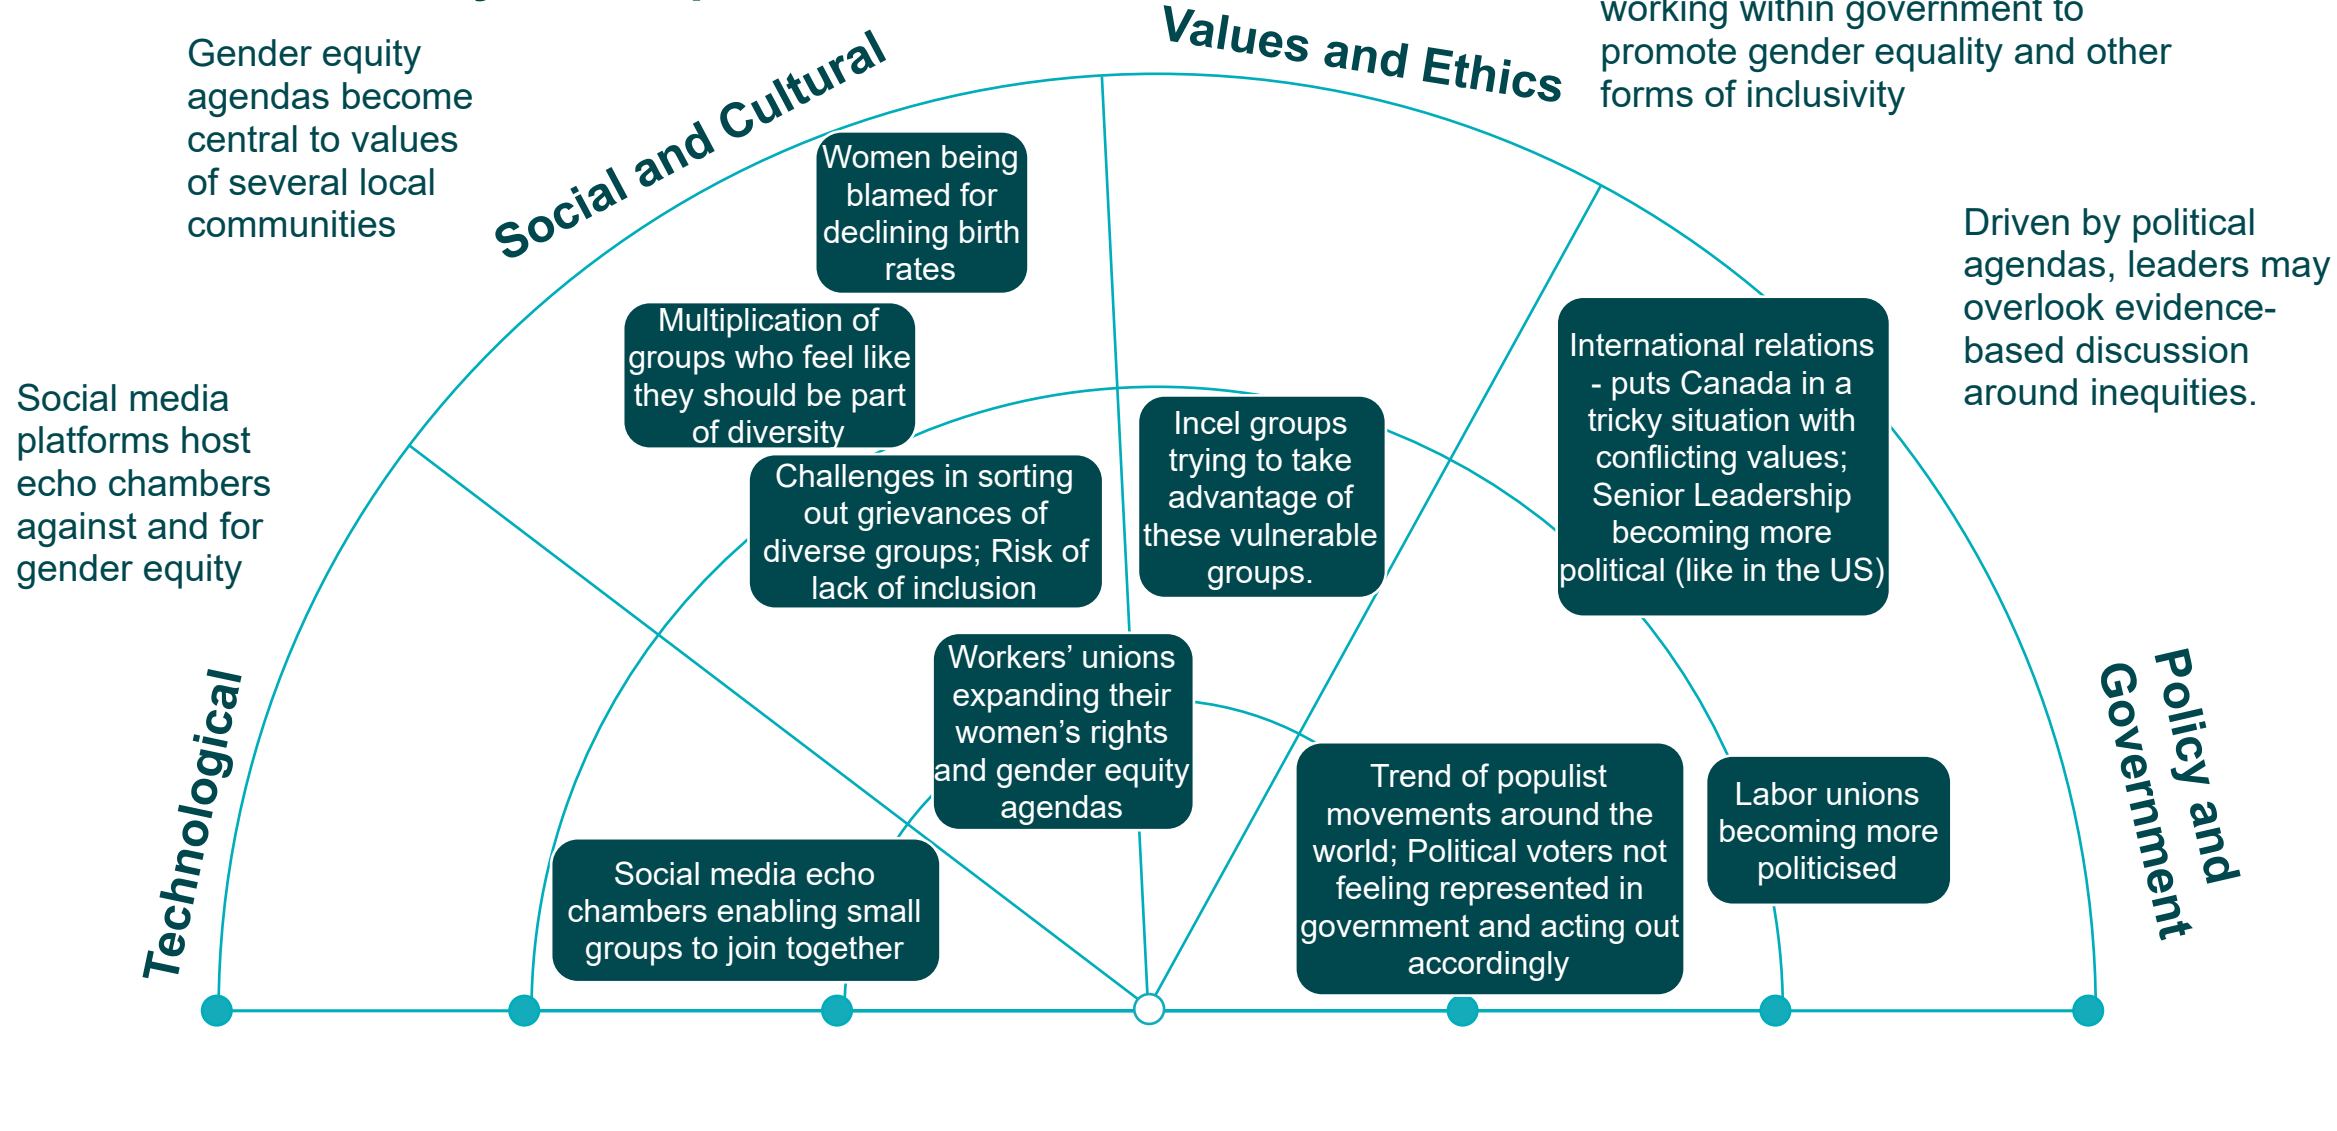 Values and Ethics
working within government to
promote gender equality and other
forms of inclusivity
Gender equity
agendas become
central to values
of several local
communities
Social and Cultural
Women being
blamed for
declining birth
rates
Driven by political
agendas, leaders may
overlook evidence-
based discussion
around inequities.
Multiplication of
groups who feel like
they should be part
of diversity
International relations
- puts Canada in a
tricky situation with
conflicting values;
Senior Leadership
becoming more
political (like in the US)
Social media
platforms host
echo chambers
against and for
gender equity
Incel groups
trying to take
advantage of
these vulnerable
groups.
Challenges in sorting
out grievances of
diverse groups; Risk of
lack of inclusion
Workers’ unions
expanding their
women’s rights
and gender equity
agendas
Technological
Policy and
Government
Trend of populist
movements around the
world; Political voters not
feeling represented in
government and acting out
accordingly
Labor unions
becoming more
politicised
Social media echo
chambers enabling small
groups to join together